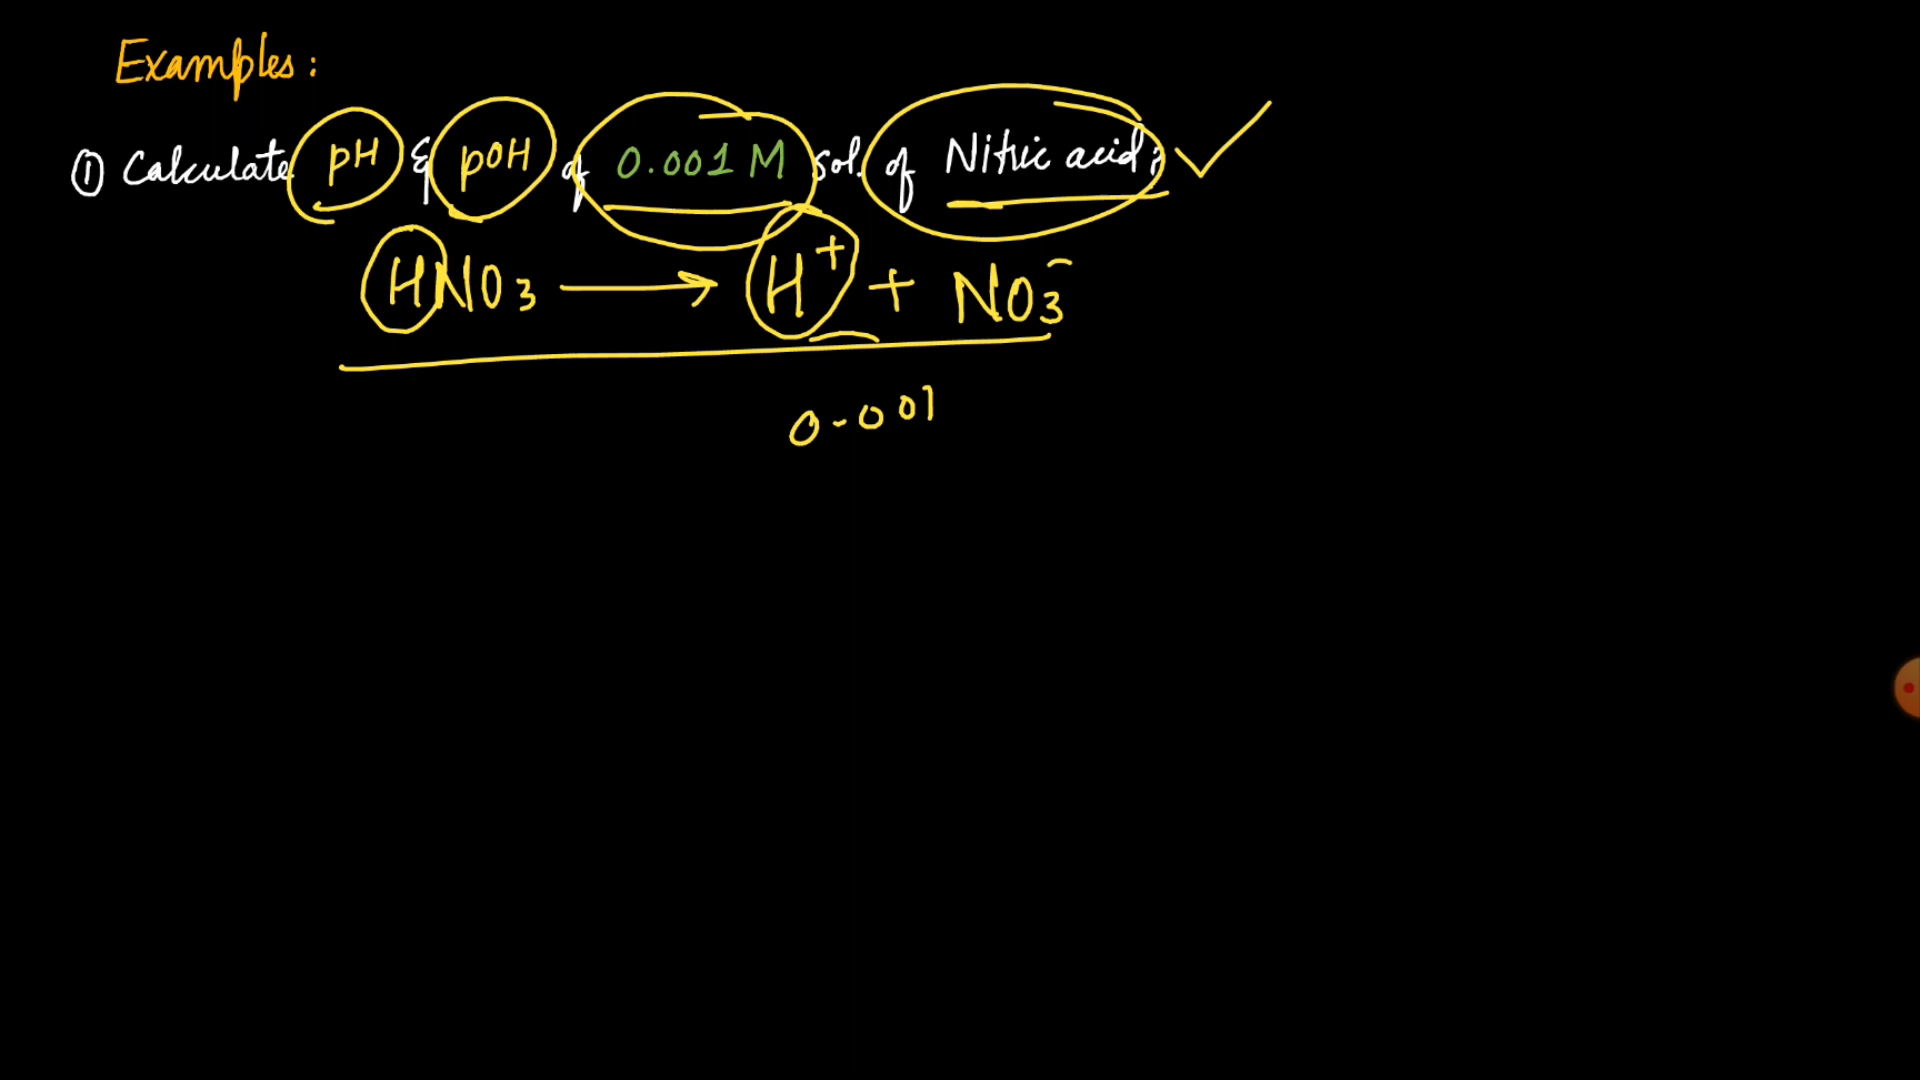 Examples:
① Calculate pH & pOH of 0.001 M sol. of Nitric acid;
HNO3 → H+ + NO3-
0.001